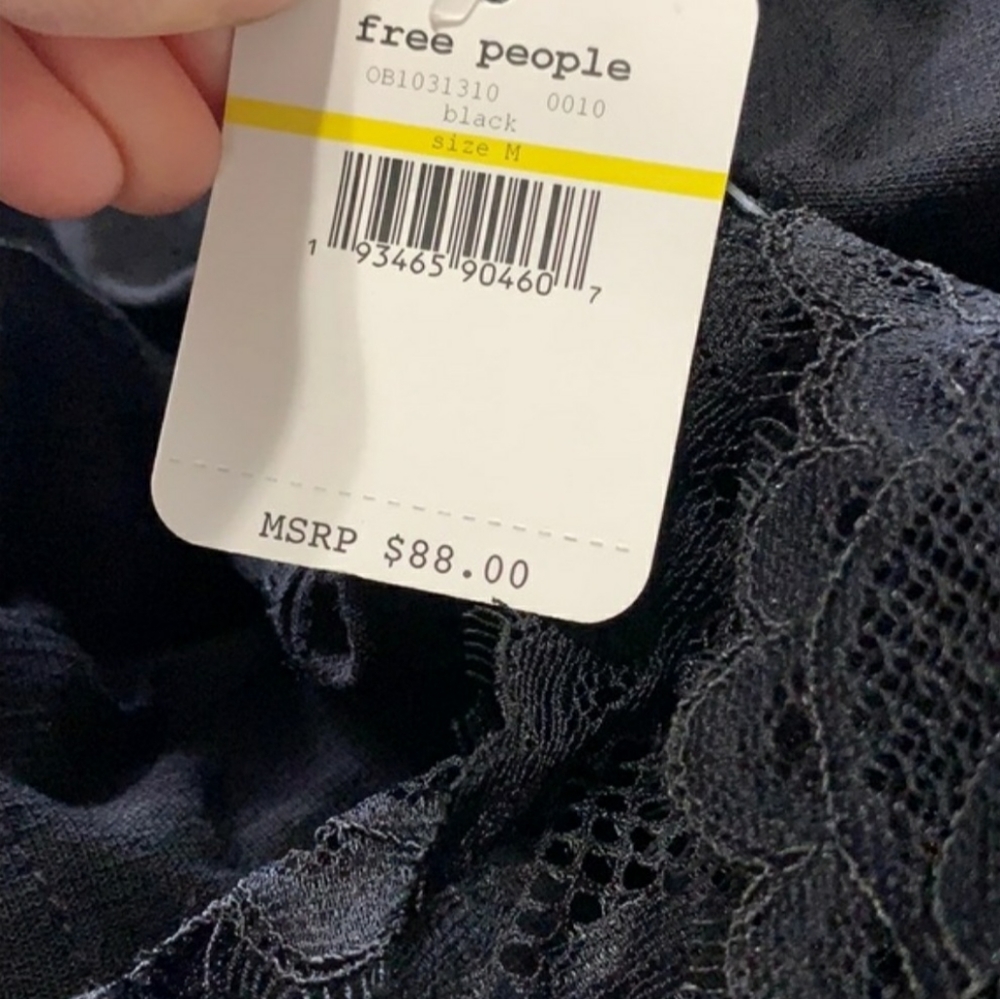 free people
OB1031310 0010
black
size M
1 93465 90460 7
MSRP $88.00